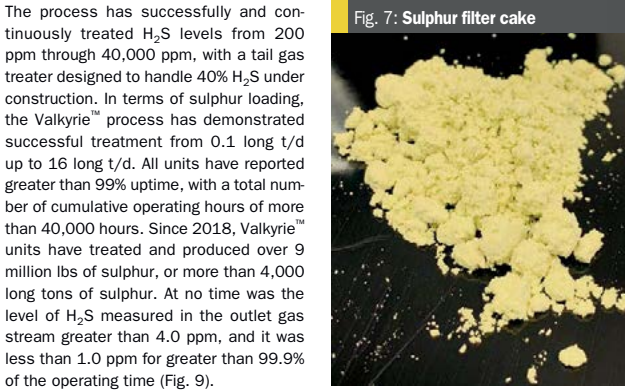 The process has successfully and con-
tinuously treated H₂S levels from 200
ppm through 40,000 ppm, with a tail gas
treater designed to handle 40% H₂S under
construction. In terms of sulphur loading,
the Valkyrie™ process has demonstrated
successful treatment from 0.1 long t/d
up to 16 long t/d. All units have reported
greater than 99% uptime, with a total num-
ber of cumulative operating hours of more
than 40,000 hours. Since 2018, Valkyrie™
units have treated and produced over 9
million lbs of sulphur, or more than 4,000
long tons of sulphur. At no time was the
level of H₂S measured in the outlet gas
stream greater than 4.0 ppm, and it was
less than 1.0 ppm for greater than 99.9%
of the operating time (Fig. 9).
Fig. 7: Sulphur filter cake